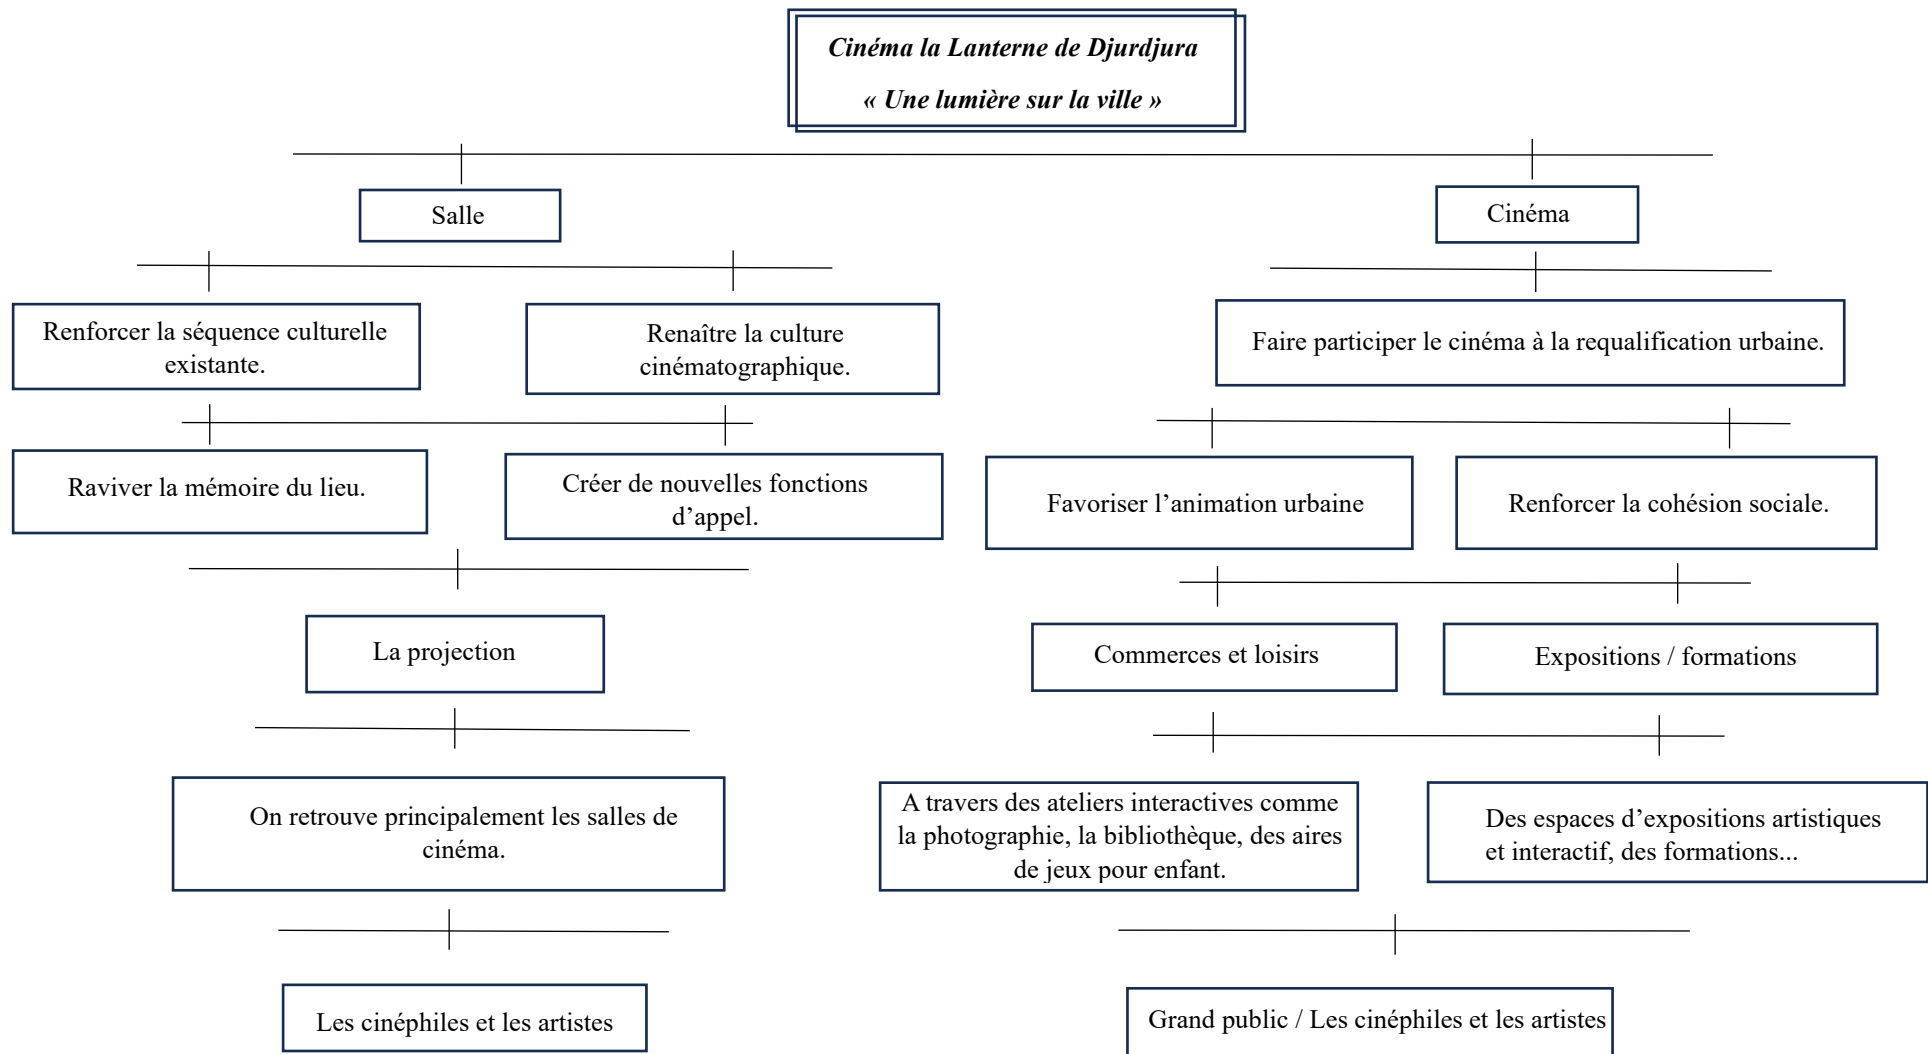 Cinéma la Lanterne de Djurdjura
« Une lumière sur la ville »
Salle
Cinéma
Renforcer la séquence culturelle
existante.
Renaître la culture
cinématographique.
Faire participer le cinéma à la requalification urbaine.
Raviver la mémoire du lieu.
Créer de nouvelles fonctions
d’appel.
Favoriser l’animation urbaine
Renforcer la cohésion sociale.
La projection
Commerces et loisirs
Expositions / formations
On retrouve principalement les salles de
cinéma.
A travers des ateliers interactives comme
la photographie, la bibliothèque, des aires
de jeux pour enfant.
Des espaces d’expositions artistiques
et interactif, des formations...
Les cinéphiles et les artistes
Grand public / Les cinéphiles et les artistes